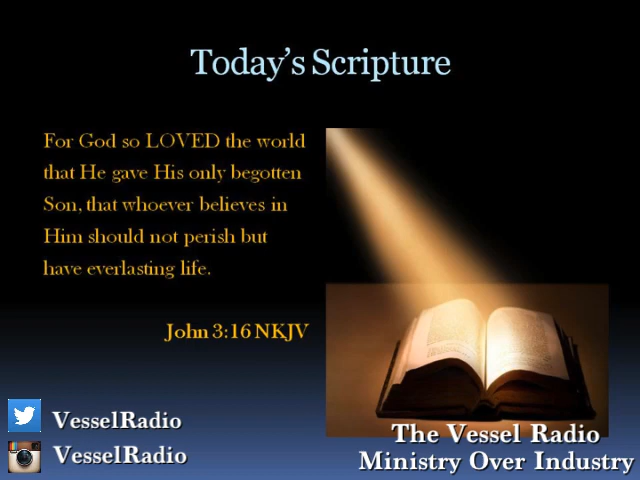 Today's Scripture
For God so LOVED the world
that He gave His only begotten
Son, that whoever believes in
Him should not perish but
have everlasting life.
John 3:16 NKJV
VesselRadio
VesselRadio
The Vessel Radio
Ministry Over Industry